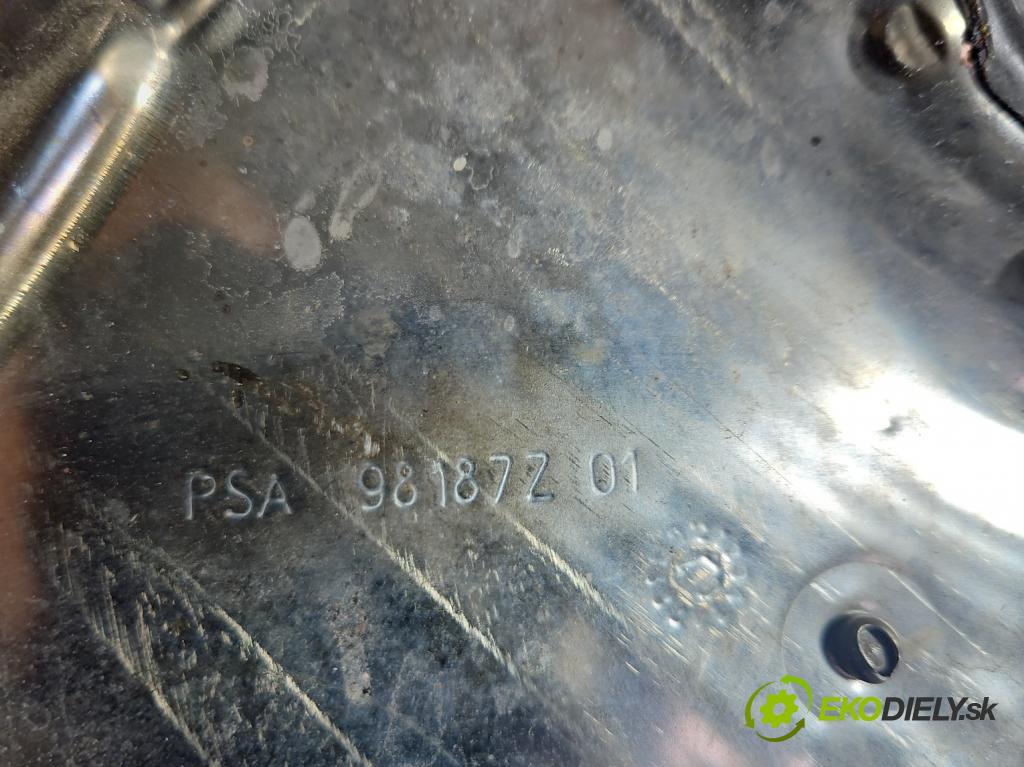 PSA 98187Z 01
EKODIELY.sk